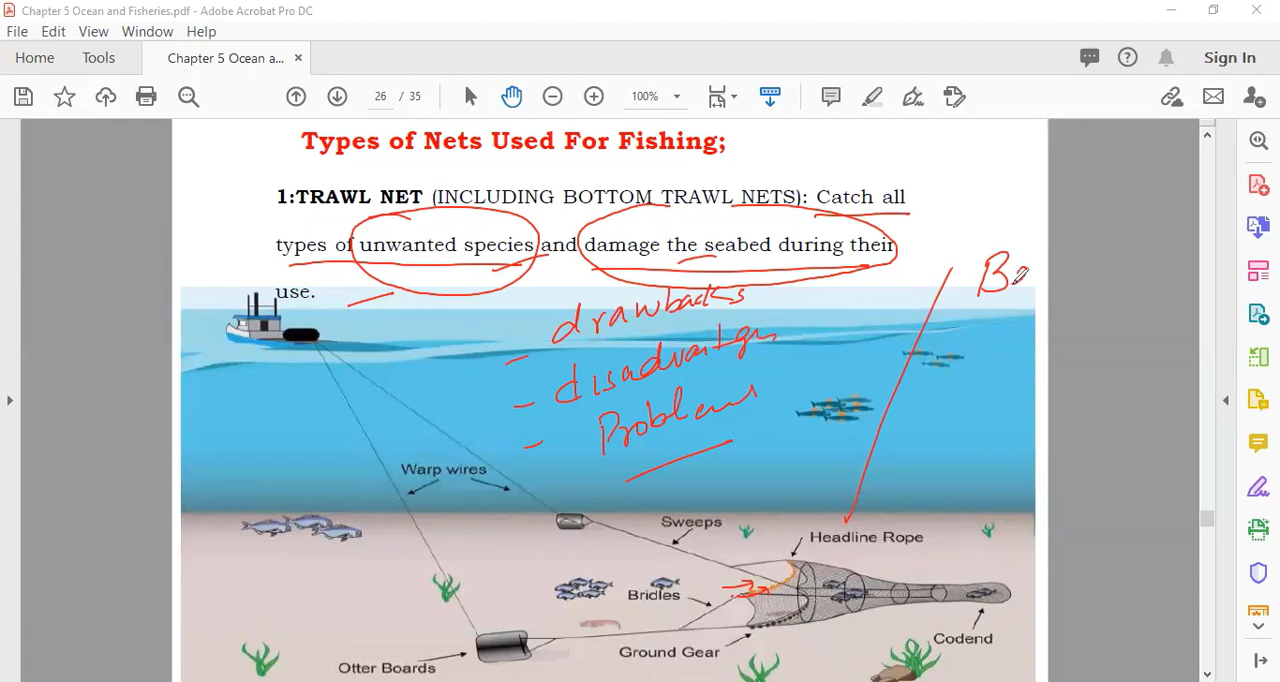 Chapter 5 Ocean and Fisheries.pdf - Adobe Acrobat Pro DC
File Edit View Window Help
Home Tools Chapter 5 Ocean a... × Sign In
26 / 35 100%
Types of Nets Used For Fishing;
1:TRAWL NET (INCLUDING BOTTOM TRAWL NETS): Catch all
types of unwanted species and damage the seabed during their
use.
B
- drawbacks
- disadvantges
- Problems
Warp wires
Sweeps
Headline Rope
Bridles
Codend
Ground Gear
Otter Boards